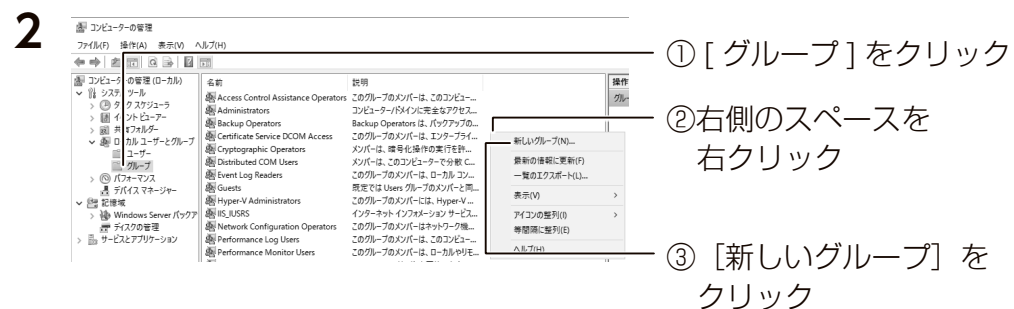 2
コンピューターの管理
ファイル(F) 操作(A) 表示(V) ヘルプ(H)
コンピューターの管理 (ローカル)
システム ツール
タスク スケジューラ
イベント ビューアー
共有フォルダー
ローカル ユーザーとグループ
ユーザー
グループ
パフォーマンス
デバイス マネージャー
記憶域
Windows Server バックア
ディスクの管理
サービスとアプリケーション
名前 説明
Access Control Assistance Operators このグループのメンバーは、このコンピュー...
Administrators コンピューター/ドメインに完全なアクセス...
Backup Operators Backup Operators は、バックアップの...
Certificate Service DCOM Access このグループのメンバーは、エンタープライ...
Cryptographic Operators メンバーは、暗号化操作の実行を許...
Distributed COM Users メンバーは、このコンピューターで分散 C...
Event Log Readers このグループのメンバーは、ローカル コン...
Guests 既定では Users グループのメンバーと同...
Hyper-V Administrators このグループのメンバーには、Hyper-V ...
IIS_IUSRS インターネット インフォメーション サービス...
Network Configuration Operators このグループのメンバーはネットワーク機...
Performance Log Users このグループのメンバーは、このコンピュー...
Performance Monitor Users このグループのメンバーは、ローカルやリモ...
操作
グルー
新しいグループ(N)...
最新の情報に更新(F)
一覧のエクスポート(L)...
表示(V)
アイコンの整列(I)
等間隔に整列(E)
ヘルプ(H)
① [ グループ ] をクリック
②右側のスペースを
右クリック
③ [新しいグループ] を
クリック